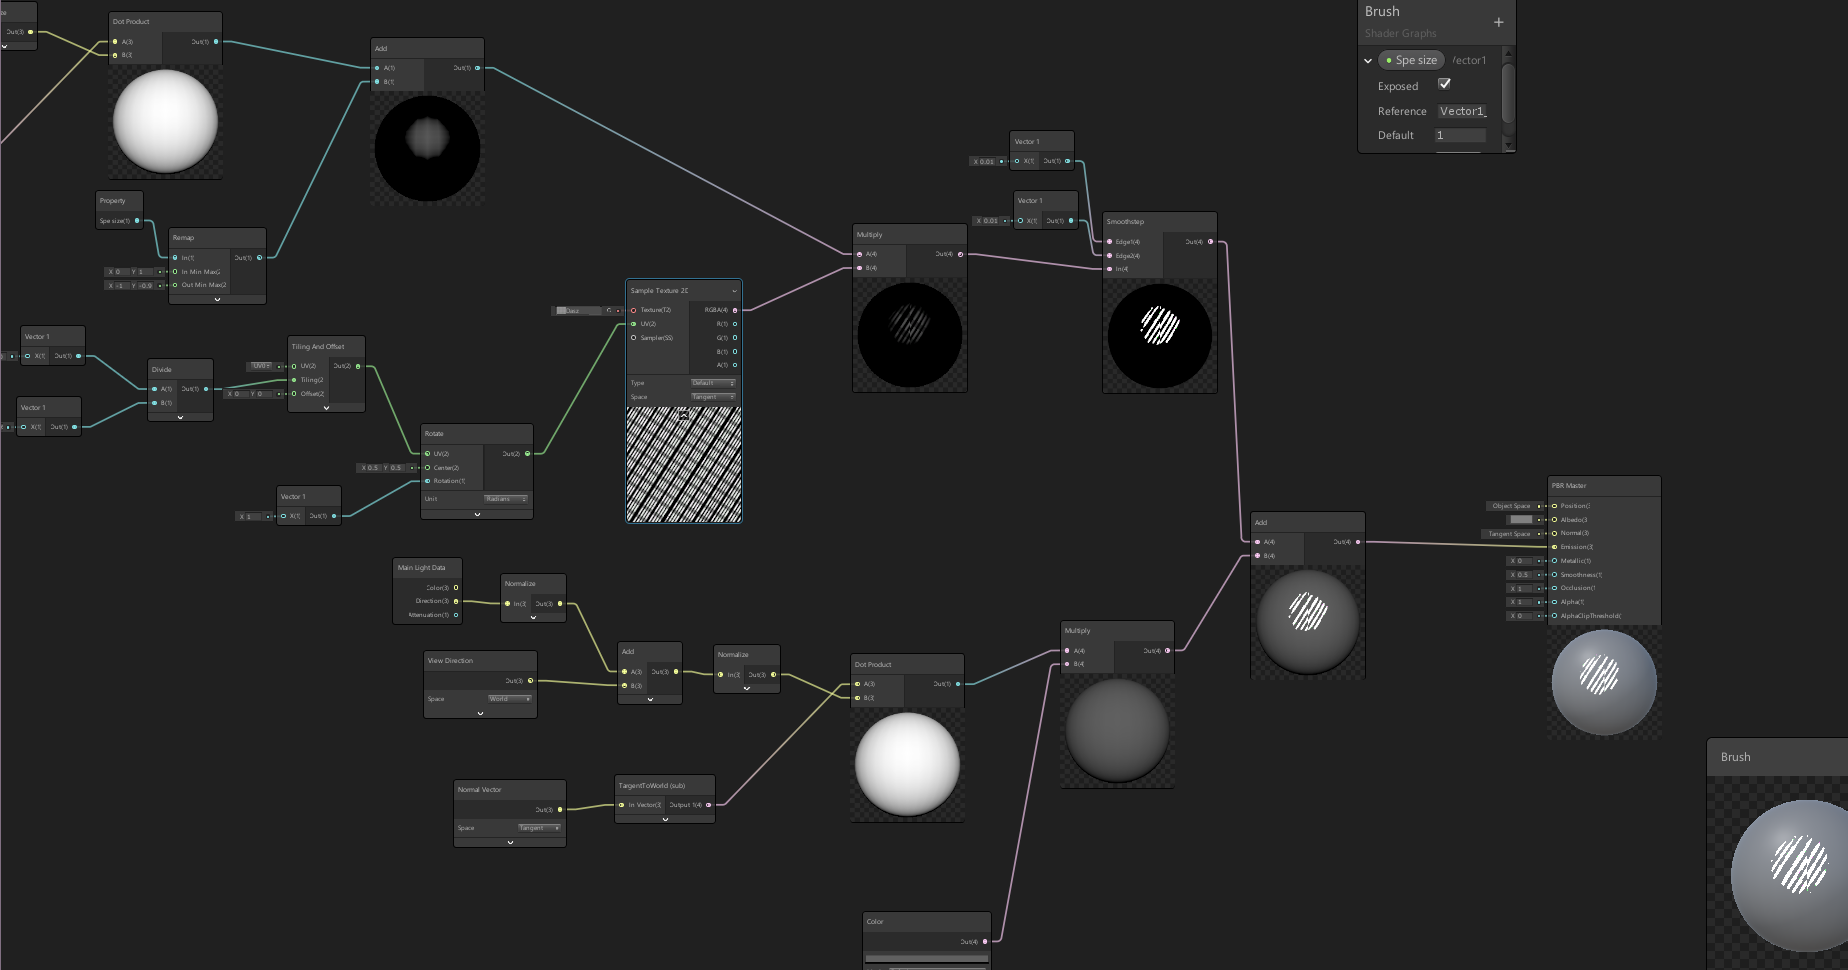 Out(3)
Dot Product
A(3)
Out(1)
B(3)
Add
A(1)
Out(1)
B(1)
Property
Spe size(1)
Remap
In(1)
Out(1)
X 0 Y 1
In Min Max(2
X -1 Y -0.9
Out Min Max(2
Vector 1
X(1)
Out(1)
Vector 1
X(1)
Out(1)
Divide
A(1)
Out(1)
B(1)
Tiling And Offset
UV0
UV(2)
Out(2)
Tiling(2
X 0 Y 0
Offset(2)
Rotate
UV(2)
Out(2)
X 0.5 Y 0.5
Center(2)
Rotation(1)
Unit
Radians
Vector 1
X 1
X(1)
Out(1)
Sample Texture 2D
Texture(T2)
RGBA(4)
UV(2)
R(1)
Sampler(SS)
G(1)
B(1)
A(1)
Type
Default
Space
Tangent
Multiply
A(4)
Out(4)
B(4)
Vector 1
X 0.01
X(1)
Out(1)
Vector 1
X 0.01
X(1)
Out(1)
Smoothstep
Edge1(4)
Out(4)
Edge2(4)
In(4)
Brush
+
Shader Graphs
Spe size
/ector1
Exposed
Reference
Vector1_
Default
1
Main Light Data
Color(3)
Direction(3)
Attenuation(1)
Normalize
In(3)
Out(3)
View Direction
Out(3)
Space
World
Add
A(3)
Out(3)
B(3)
Normalize
In(3)
Out(3)
Normal Vector
Out(3)
Space
Tangent
TargentToWorld (sub)
In Vector(3)
Output 1(4)
Dot Product
A(3)
Out(1)
B(3)
Multiply
A(4)
Out(4)
B(4)
Color
Out(4)
Add
A(4)
Out(4)
B(4)
PBR Master
Object Space
Position(3
Albedo(3
Tangent Space
Normal(3)
Emission(3)
X 0
Metallic(1)
X 0.5
Smoothness(1)
X 1
Occlusion(1
X 1
Alpha(1)
X 0
AlphaClipThreshold(
Brush